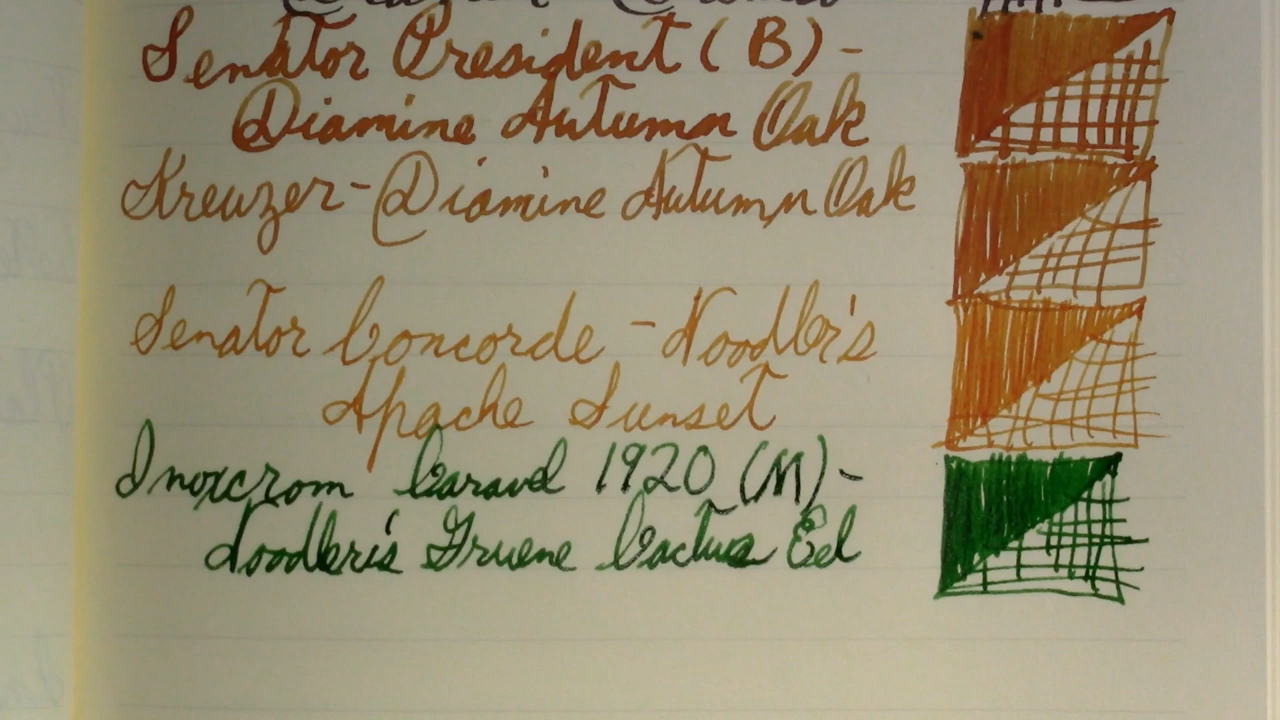 Senator President (B) -
Diamine Autumn Oak
Kreuzer - Diamine Autumn Oak
Senator Concorde - Noodler's
Apache Sunset
Inoxcrom Caravel 1920 (M) -
Noodler's Gruene Cactus Eel